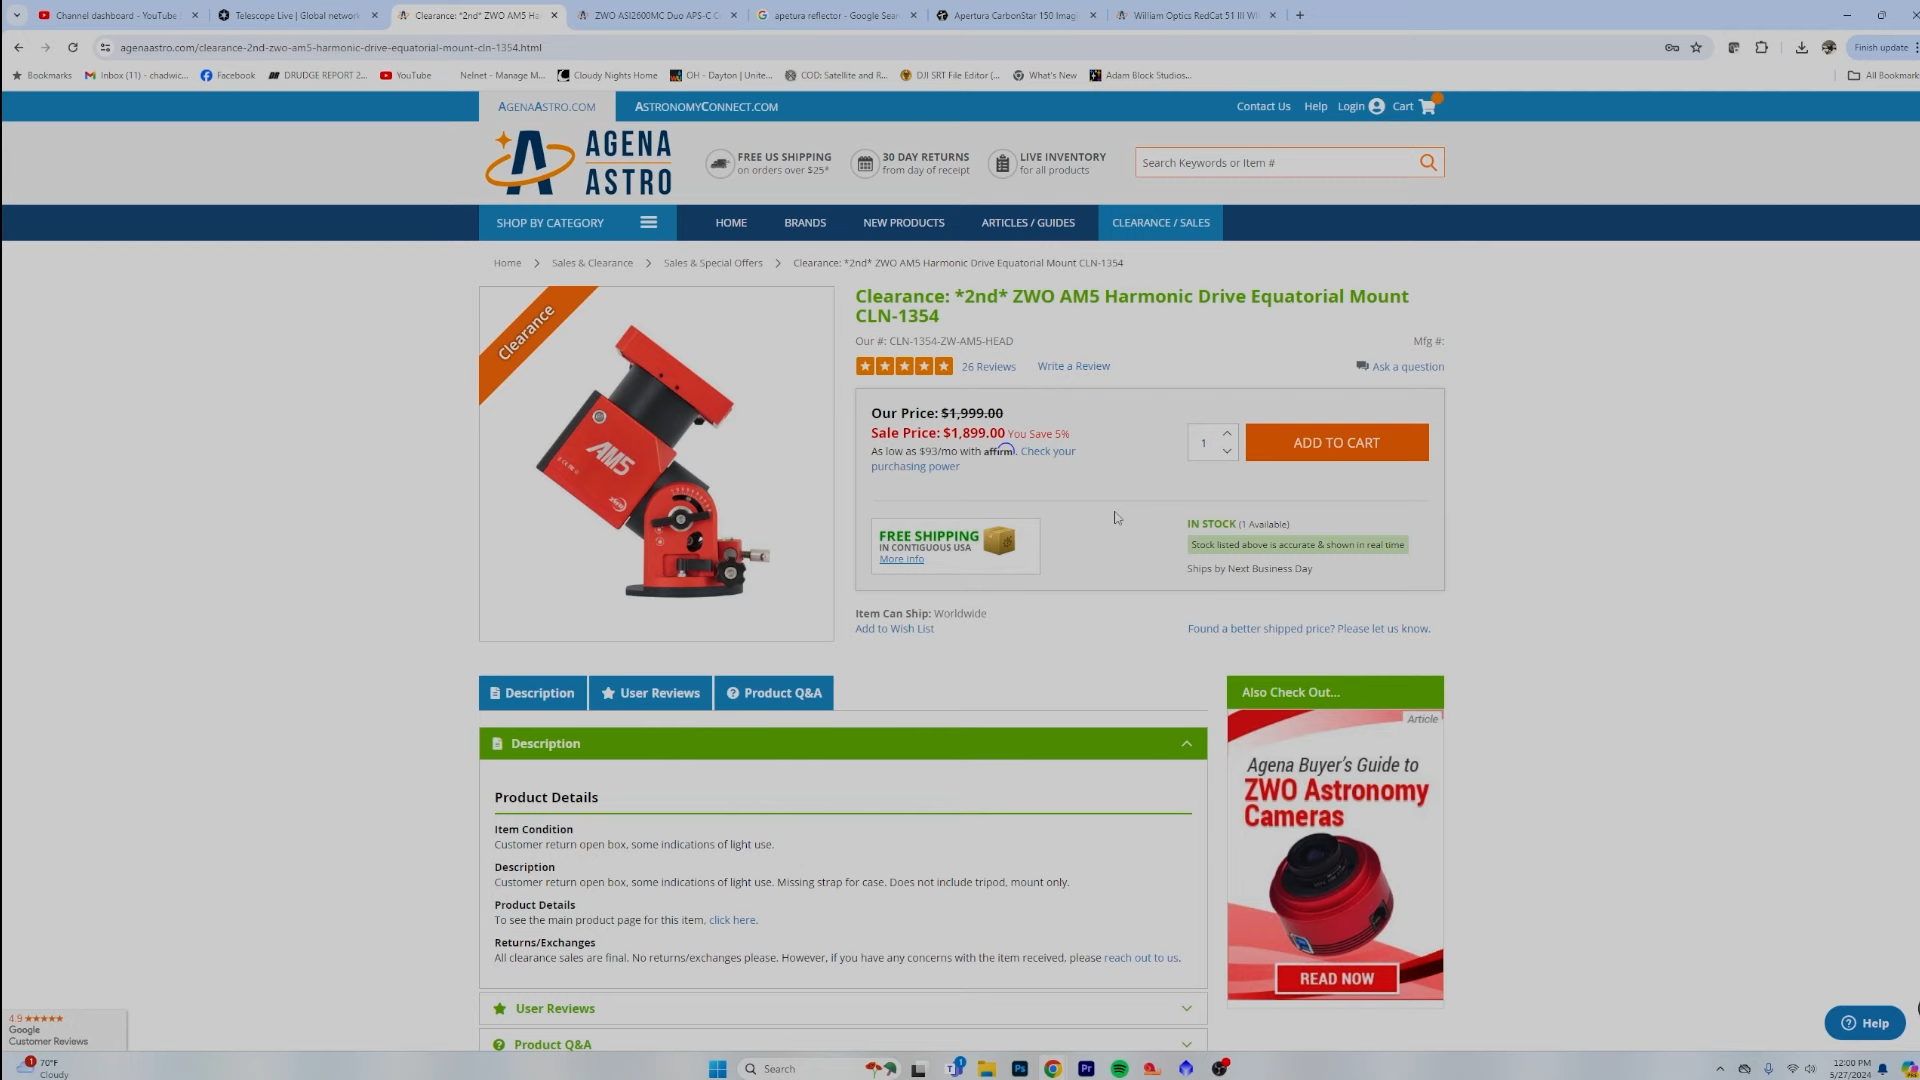 Channel dashboard - YouTube
Telescope Live | Global network
Clearance: *2nd* ZWO AM5 Ha
ZWO ASI2600MC Duo APS-C C
apetura reflector - Google Sear
Apertura CarbonStar 150 Imag
William Optics RedCat 51 III WI
agenaastro.com/clearance-2nd-zwo-am5-harmonic-drive-equatorial-mount-cln-1354.html
Finish update
Bookmarks
Inbox (11) - chadwic...
Facebook
DRUDGE REPORT 2...
YouTube
Nelnet - Manage M...
Cloudy Nights Home
OH - Dayton | Unite...
COD: Satellite and R...
DJI SRT File Editor (...
What's New
Adam Block Studios...
All Bookmark
AGENAASTRO.COM
ASTRONOMYCONNECT.COM
Contact Us
Help
Login
Cart
AGENA
ASTRO
FREE US SHIPPING
on orders over $25*
30 DAY RETURNS
from day of receipt
LIVE INVENTORY
for all products
Search Keywords or Item #
SHOP BY CATEGORY
HOME
BRANDS
NEW PRODUCTS
ARTICLES / GUIDES
CLEARANCE / SALES
Home > Sales & Clearance > Sales & Special Offers > Clearance: *2nd* ZWO AM5 Harmonic Drive Equatorial Mount CLN-1354
Clearance
AM5
Clearance: *2nd* ZWO AM5 Harmonic Drive Equatorial Mount
CLN-1354
Our #: CLN-1354-ZW-AM5-HEAD
Mfg #:
26 Reviews
Write a Review
Ask a question
Our Price: $1,999.00
Sale Price: $1,899.00 You Save 5%
As low as $93/mo with affirm. Check your
purchasing power
1
ADD TO CART
FREE SHIPPING
IN CONTIGUOUS USA
More Info
IN STOCK (1 Available)
Stock listed above is accurate & shown in real time
Ships by Next Business Day
Item Can Ship: Worldwide
Add to Wish List
Found a better shipped price? Please let us know.
Description
User Reviews
Product Q&A
Description
Product Details
Item Condition
Customer return open box, some indications of light use.
Description
Customer return open box, some indications of light use. Missing strap for case. Does not include tripod, mount only.
Product Details
To see the main product page for this item, click here.
Returns/Exchanges
All clearance sales are final. No returns/exchanges please. However, if you have any concerns with the item received, please reach out to us.
User Reviews
Product Q&A
Also Check Out...
Article
Agena Buyer's Guide to
ZWO Astronomy
Cameras
READ NOW
4.9
Google
Customer Reviews
Help
1
70°F
Cloudy
Search
1
12:00 PM
5/27/2024